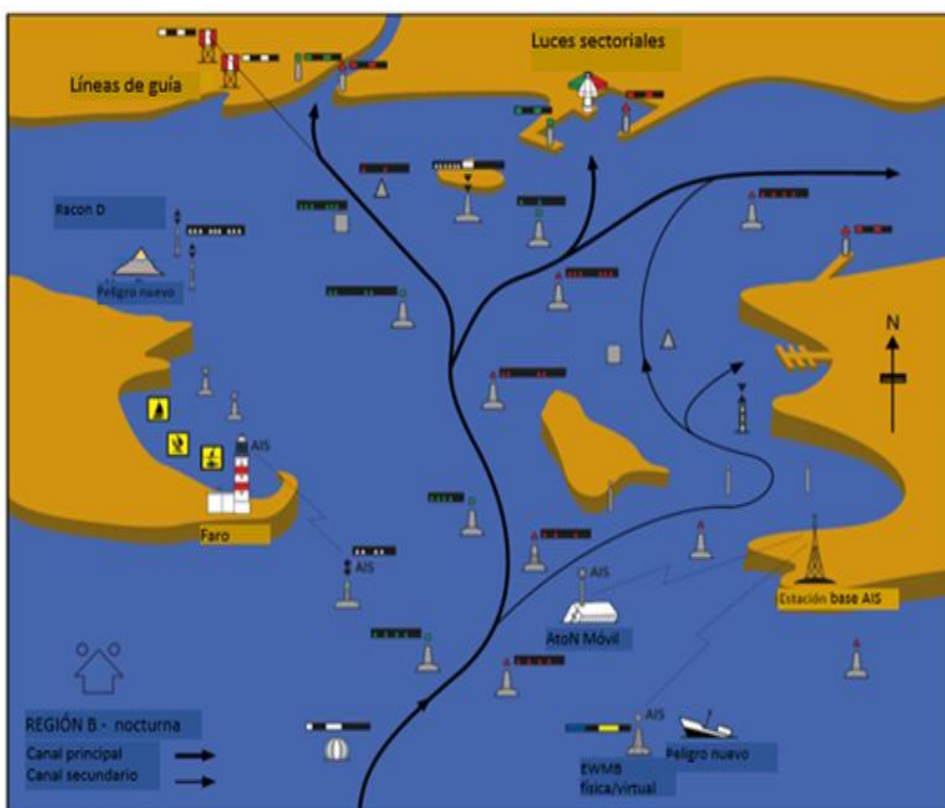 Luces sectoriales
Líneas de guía
Racon D
Peligro nuevo
N
AIS
Faro
AIS
AIS
Estación base AIS
AtoN Móvil
REGIÓN B - nocturna
Canal principal
Canal secundario
AIS
Peligro nuevo
EWMB
física/virtual